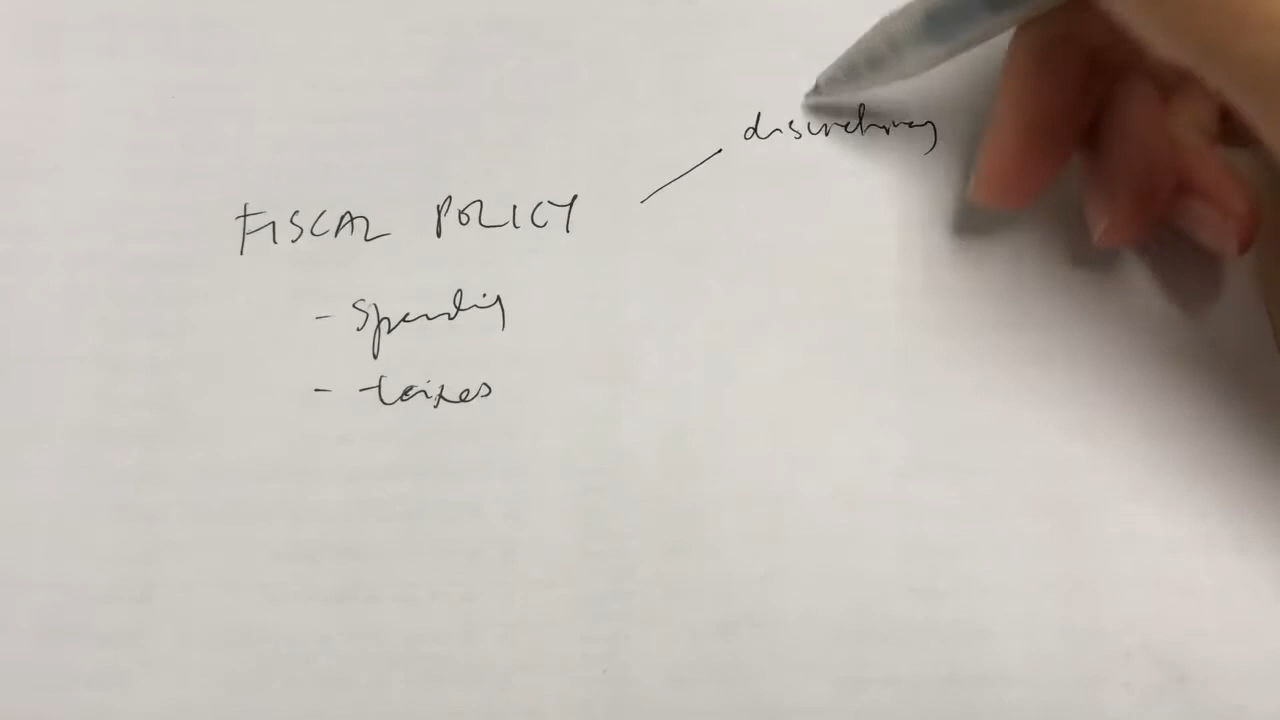 discretionary
FISCAL POLICY
- spending
- taxes